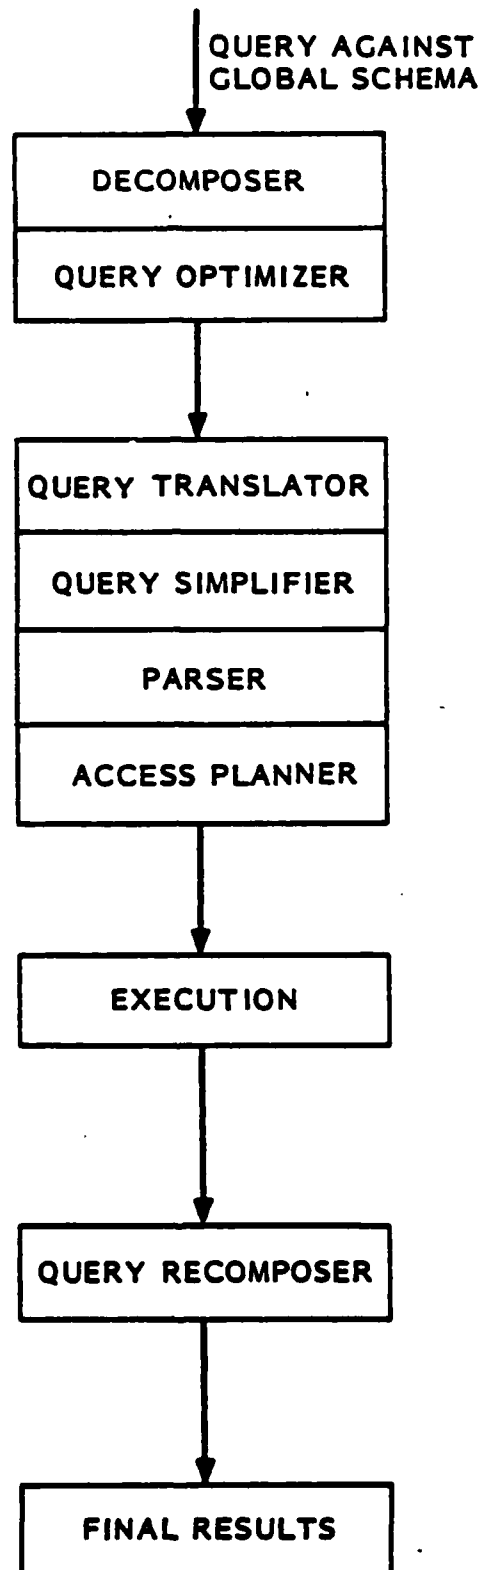 QUERY AGAINST
GLOBAL SCHEMA
DECOMPOSER
QUERY OPTIMIZER
QUERY TRANSLATOR
QUERY SIMPLIFIER
PARSER
ACCESS PLANNER
EXECUTION
QUERY RECOMPOSER
FINAL RESULTS